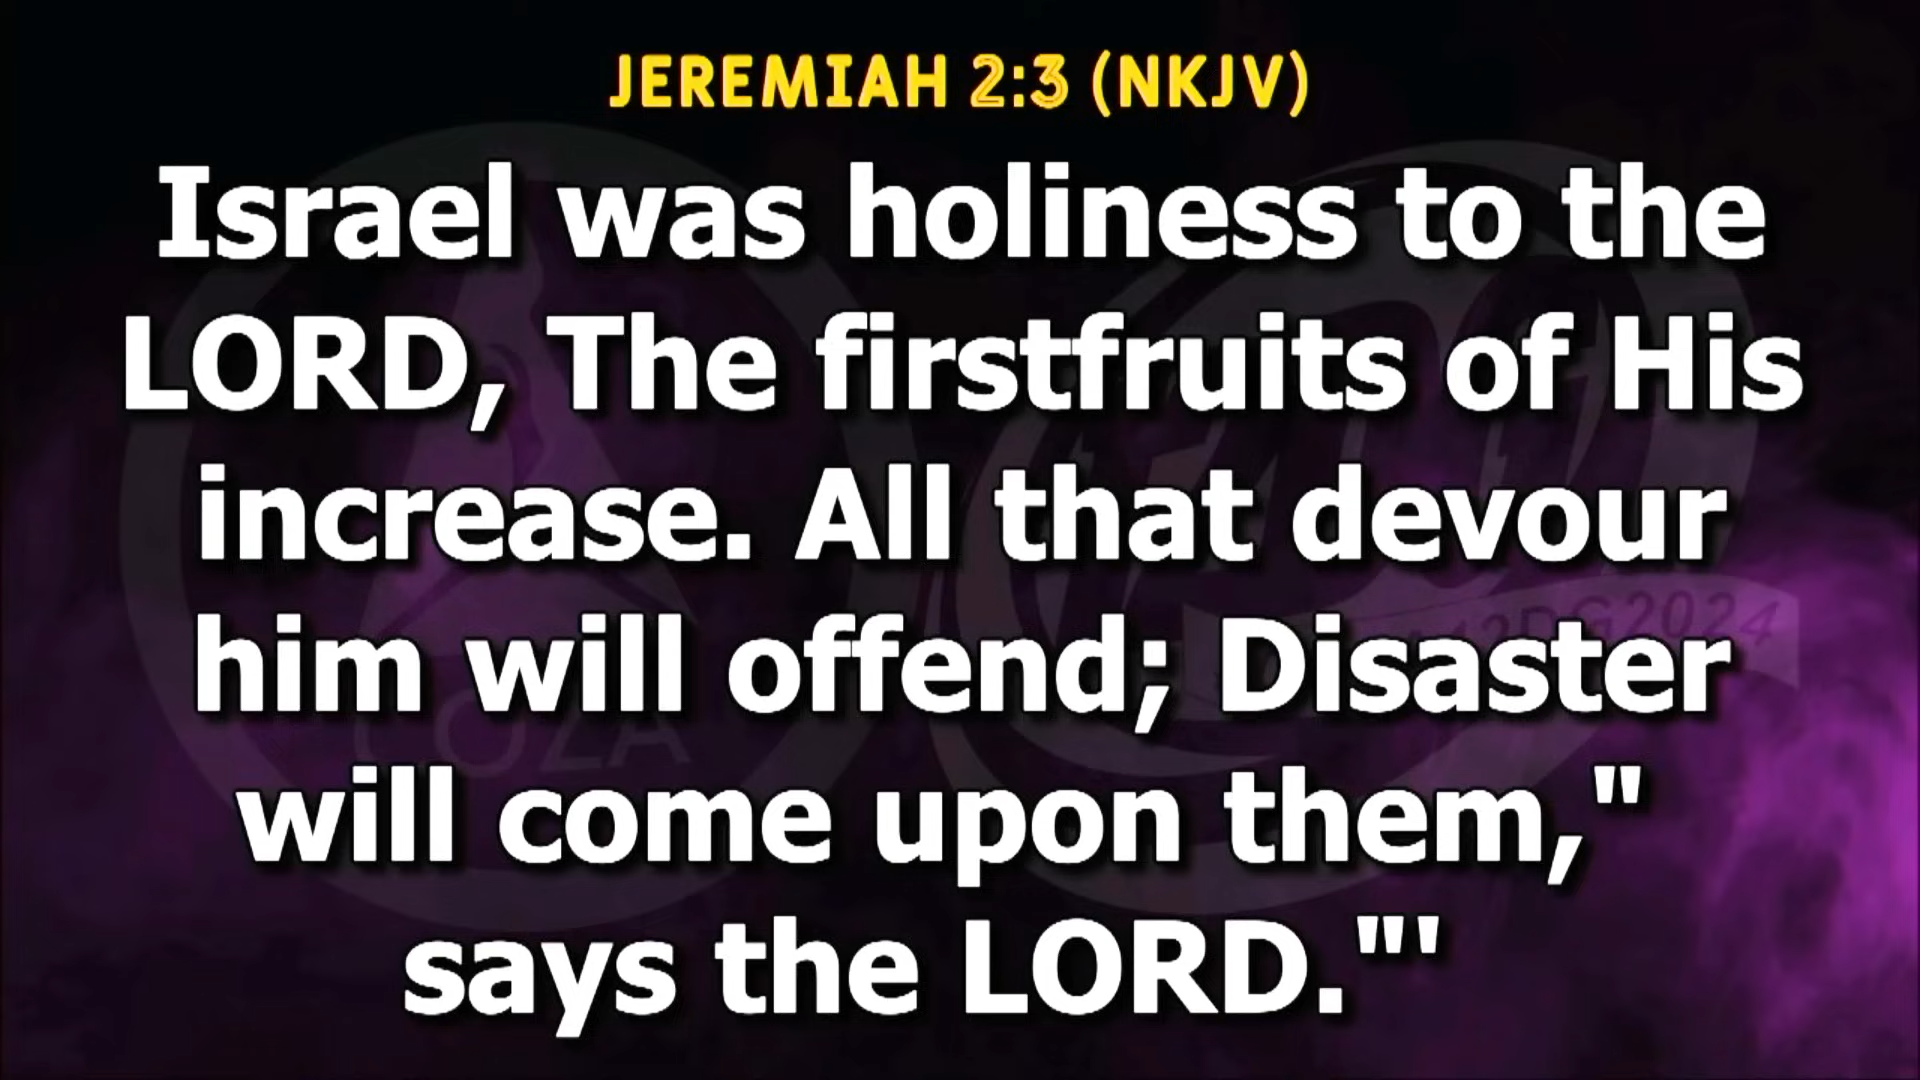 JEREMIAH 2:3 (NKJV)
Israel was holiness to the
LORD, The firstfruits of His
increase. All that devour
him will offend; Disaster
will come upon them,"
says the LORD."'
COZA